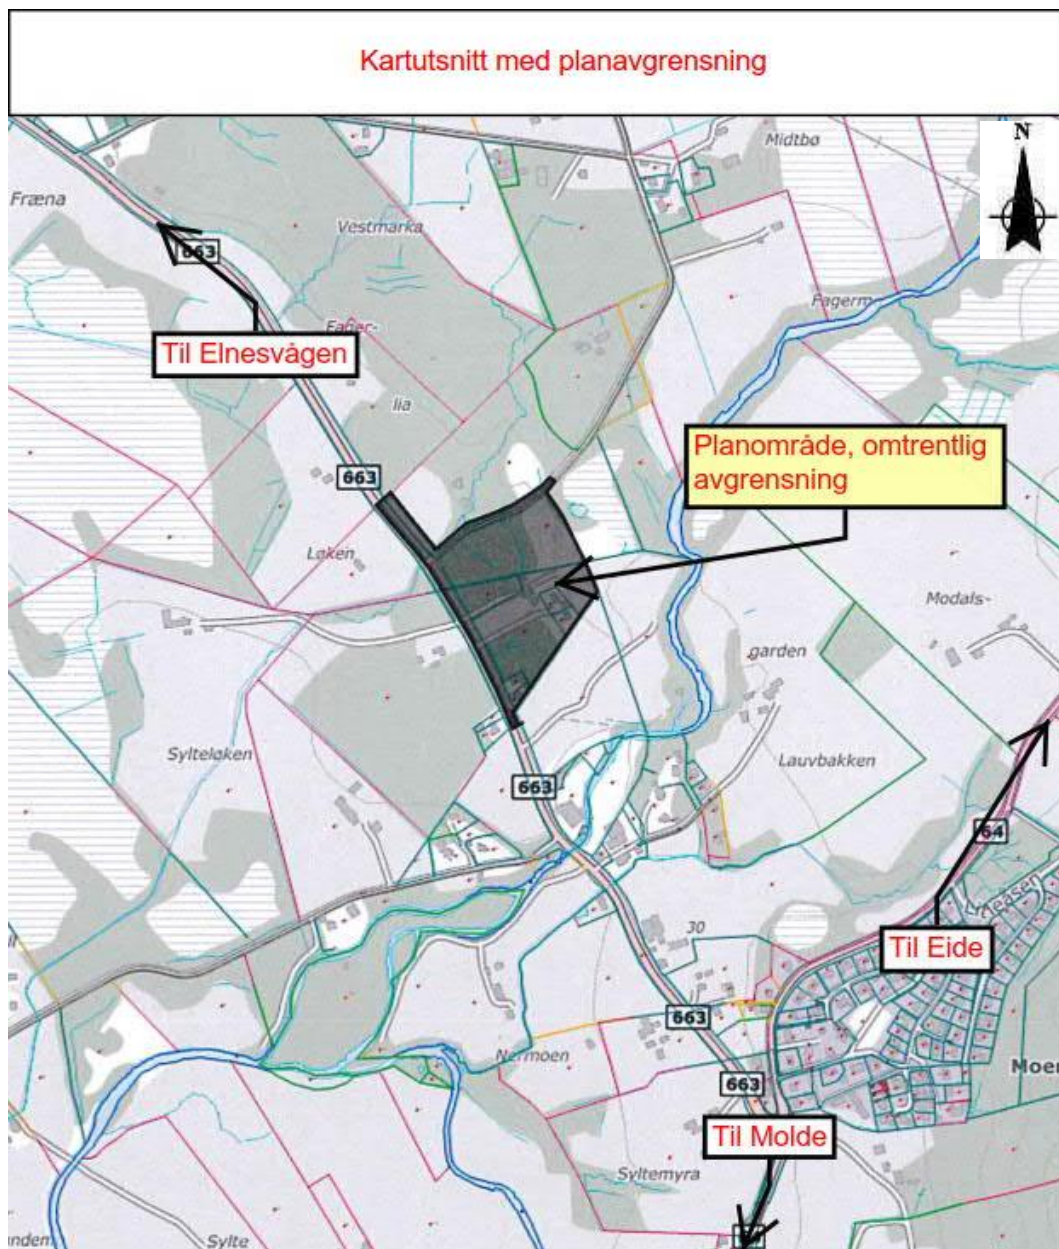 Kartutsnitt med planavgrensning
N
Midtbø
Fræna
Vestmarka
663
Fagerm
Til Elnesvågen
Fager-
lia
Planområde, omtrentlig
avgrensning
663
Løken
Modals-
garden
Sylteløken
Lauvbakken
663
64
Litleåsen
30
Til Eide
663
Nermoen
Moen
663
Til Molde
Syltemyra
Sylte